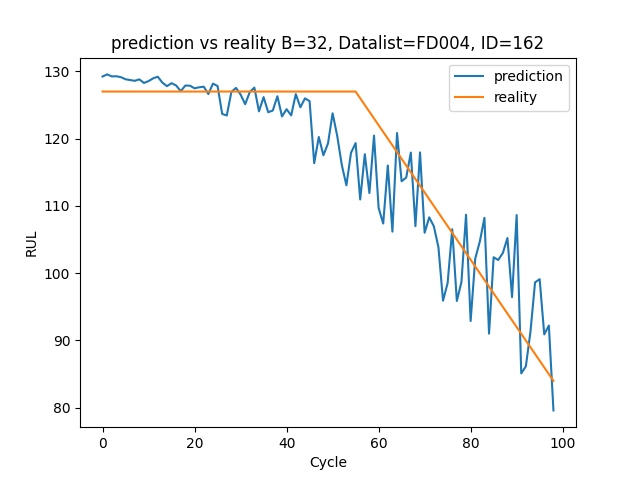 prediction vs reality B=32, Datalist=FD004, ID=162
prediction
reality
RUL
130
120
110
100
90
80
0
20
40
60
80
100
Cycle